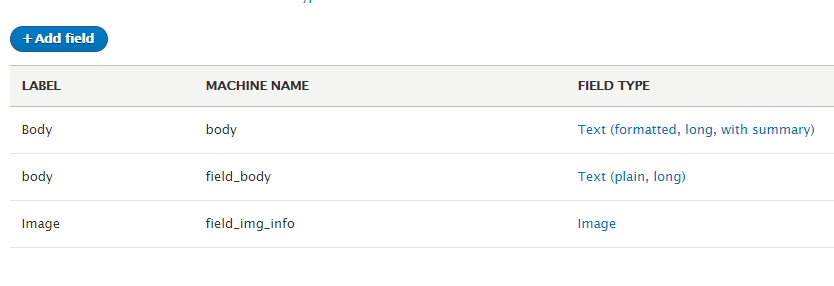 +Add field
LABEL MACHINE NAME FIELD TYPE
Body body Text (formatted, long, with summary)
body field_body Text (plain, long)
Image field_img_info Image